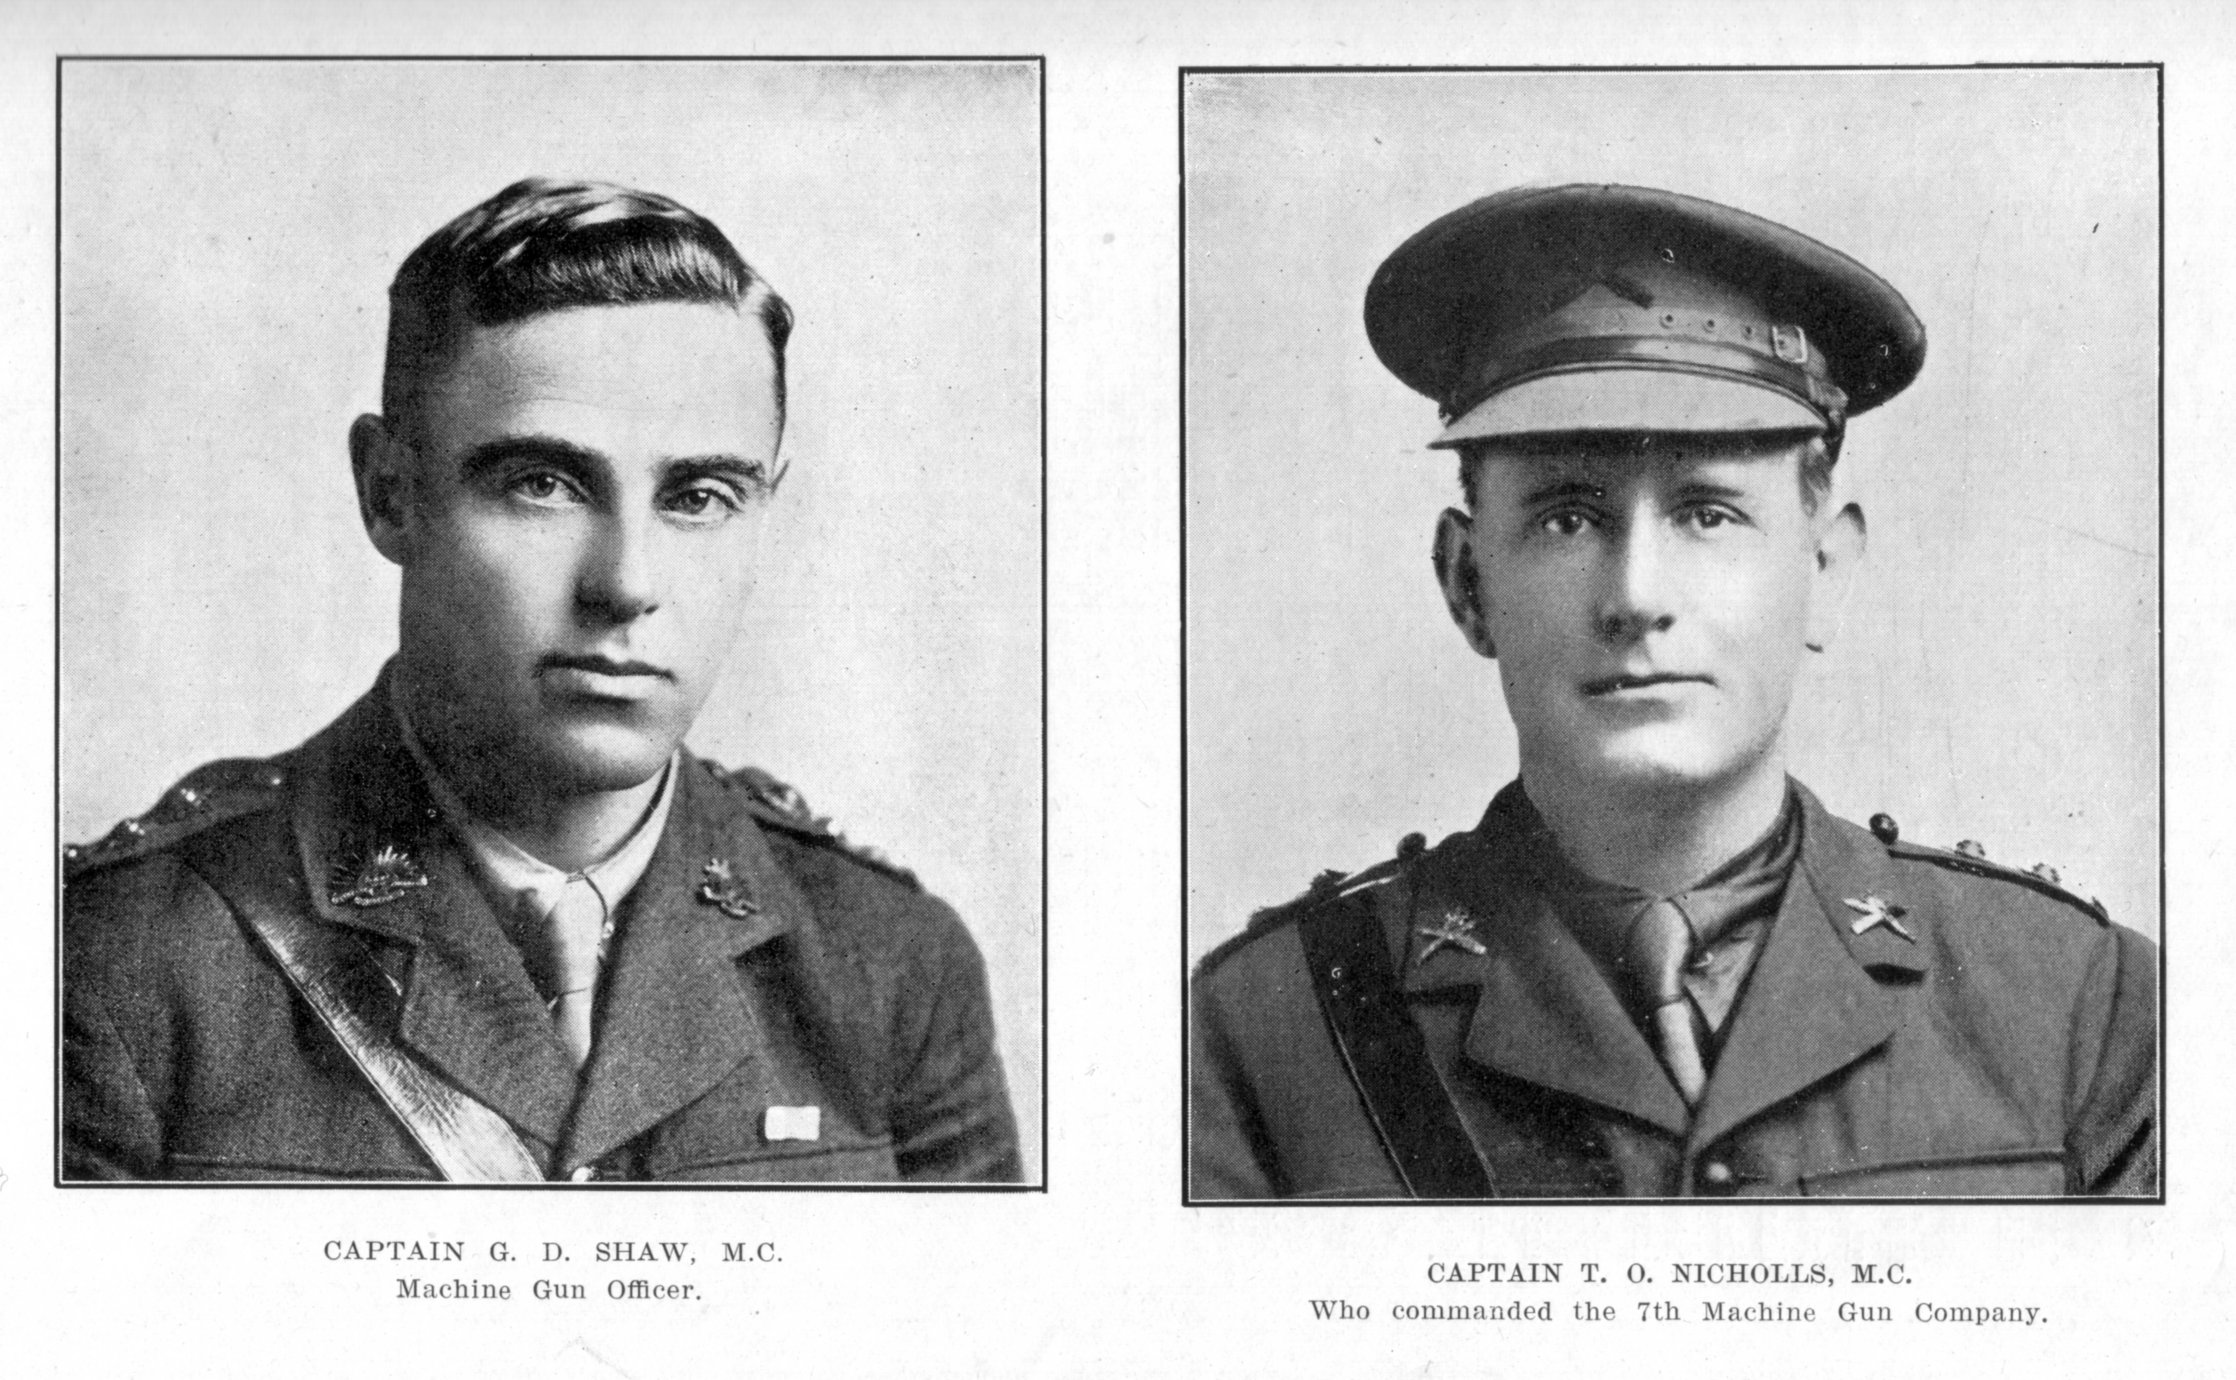 CAPTAIN G. D. SHAW, M.C.
Machine Gun Officer.
CAPTAIN T. O. NICHOLLS, M.C.
Who commanded the 7th Machine Gun Company.